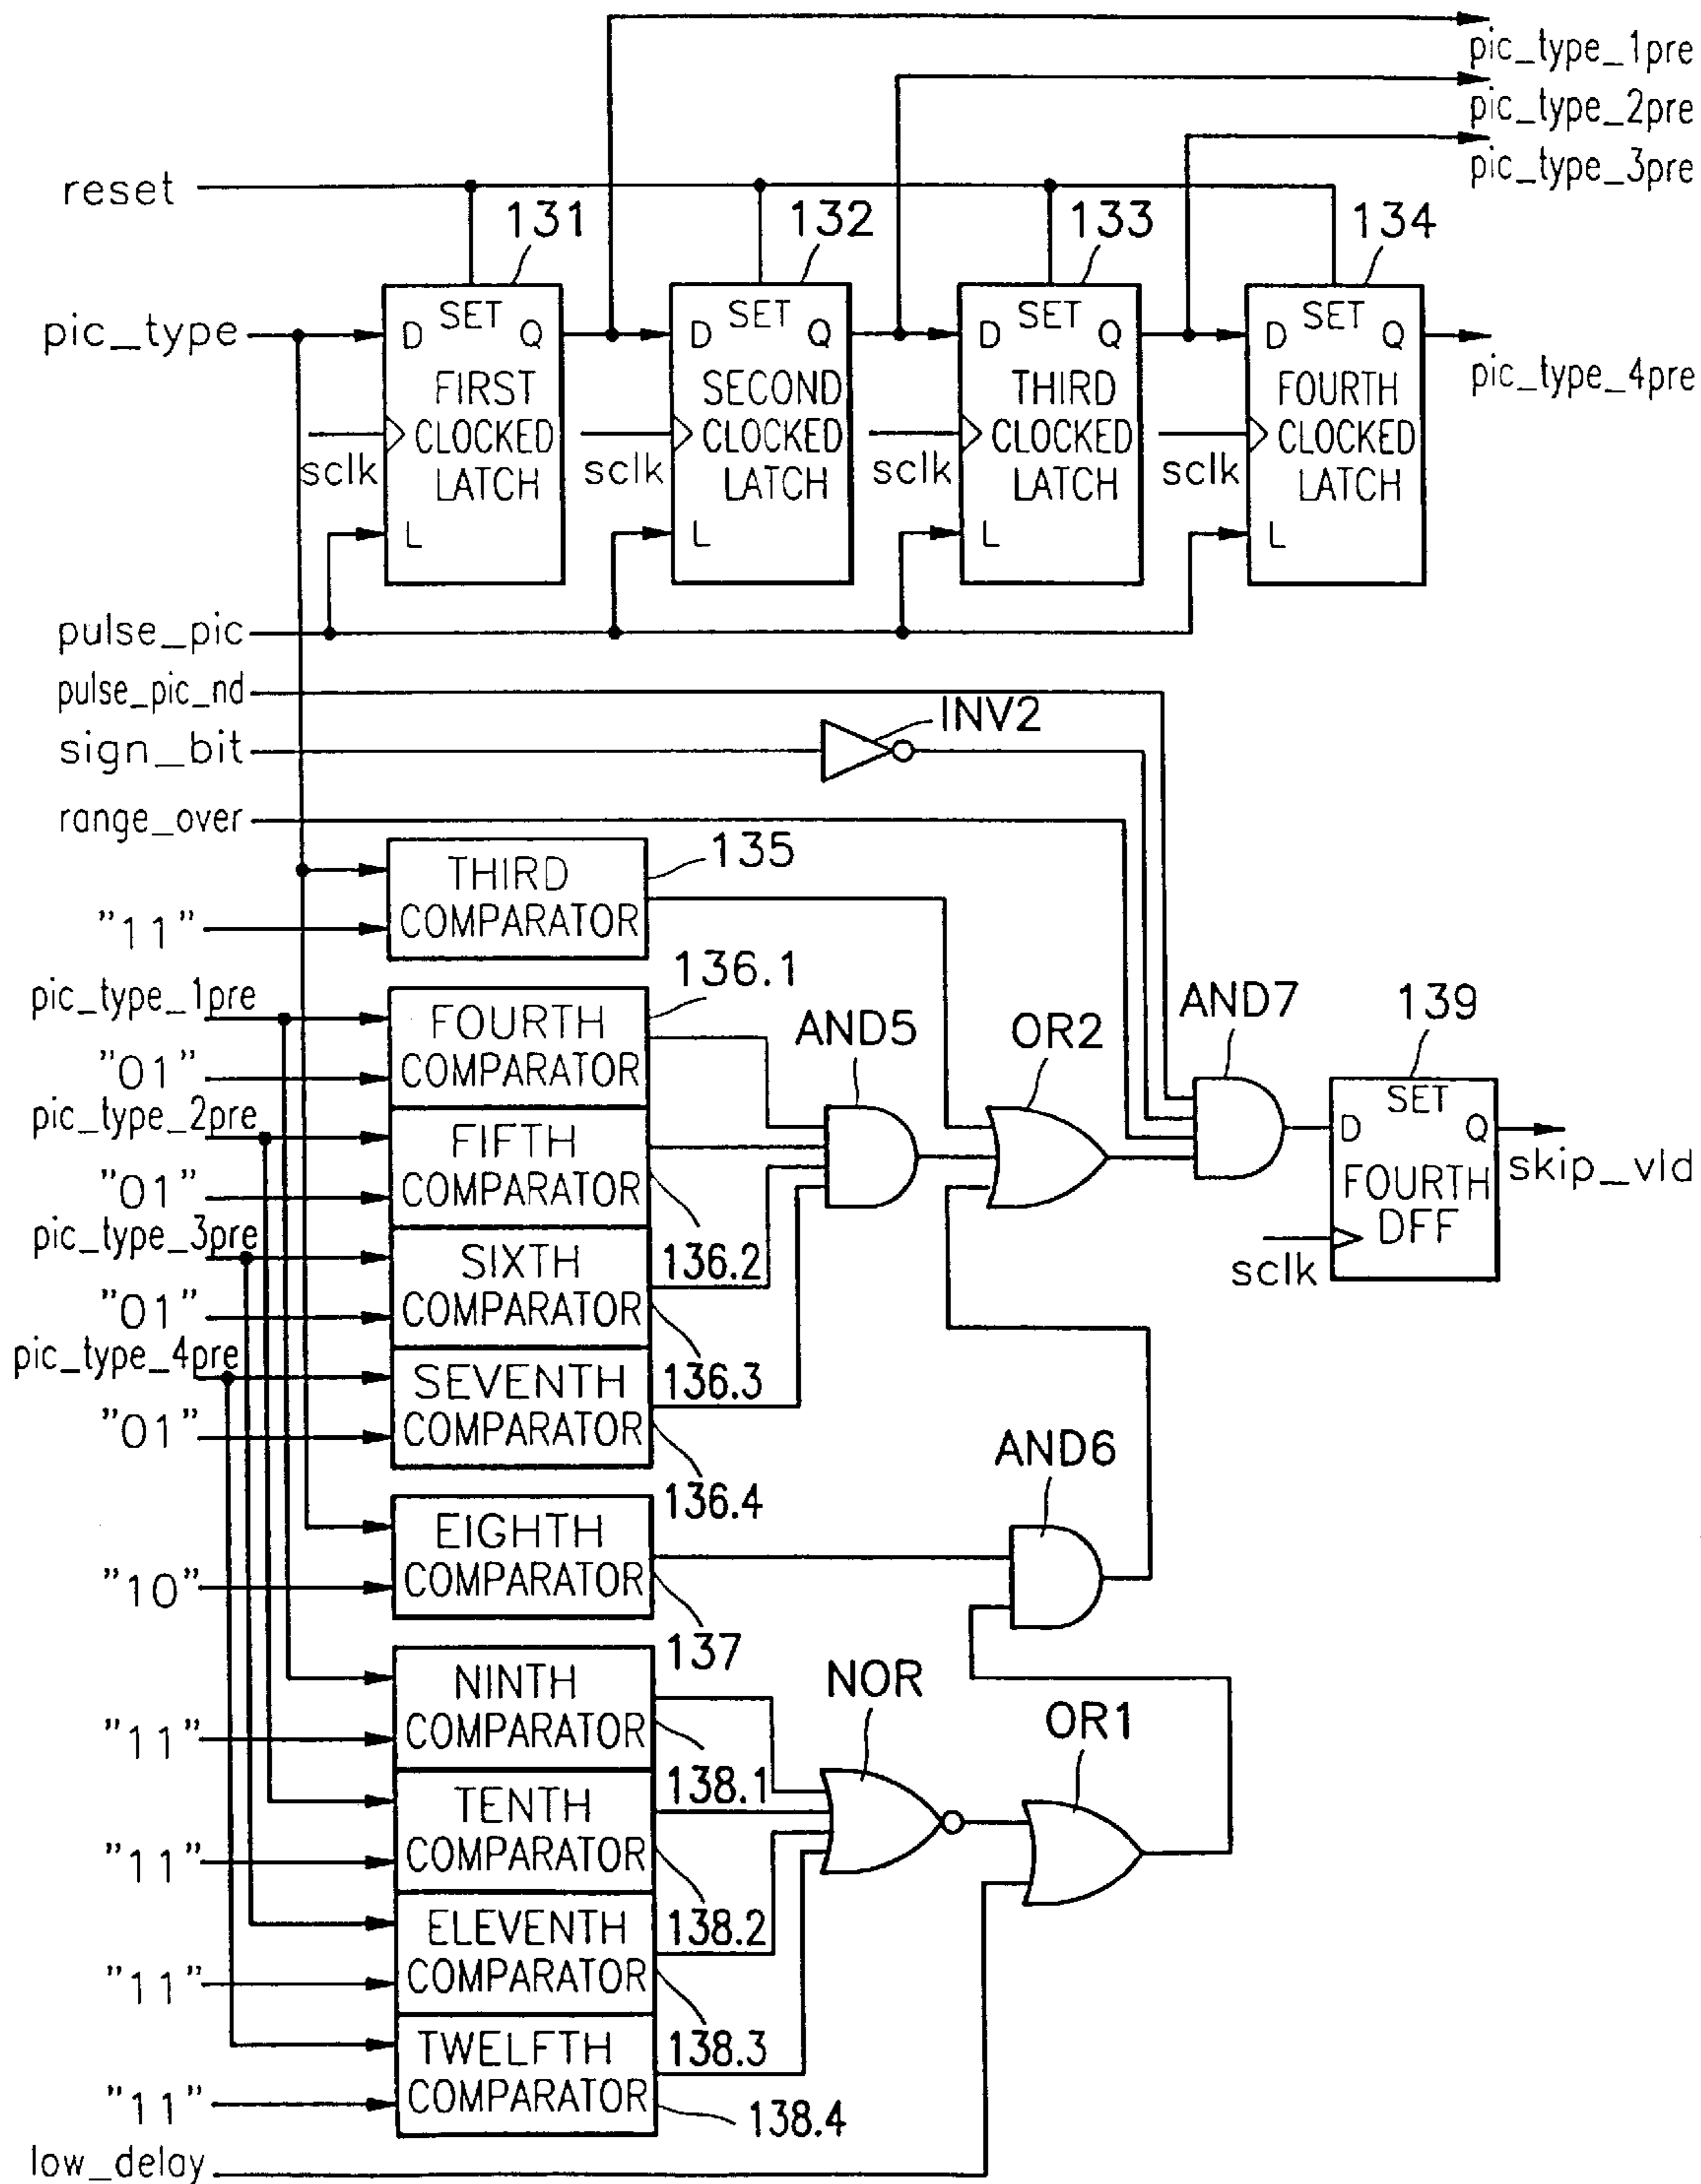 pic_type_1pre
pic_type_2pre
pic_type_3pre
reset
131
132
133
134
pic_type
D SET Q
FIRST
CLOCKED
LATCH
L
sclk
D SET Q
SECOND
CLOCKED
LATCH
L
sclk
D SET Q
THIRD
CLOCKED
LATCH
L
sclk
D SET Q
FOURTH
CLOCKED
LATCH
L
sclk
pic_type_4pre
pulse_pic
pulse_pic_nd
INV2
sign_bit
range_over
THIRD
COMPARATOR
135
"11"
pic_type_1pre
136.1
FOURTH
COMPARATOR
"01"
pic_type_2pre
FIFTH
COMPARATOR
"01"
136.2
pic_type_3pre
SIXTH
COMPARATOR
"01"
136.3
pic_type_4pre
SEVENTH
COMPARATOR
"01"
136.4
AND5
OR2
AND7
139
D SET Q
FOURTH
DFF
sclk
skip_vld
AND6
EIGHTH
COMPARATOR
"10"
137
NINTH
COMPARATOR
"11"
138.1
TENTH
COMPARATOR
"11"
138.2
ELEVENTH
COMPARATOR
"11"
138.3
TWELFTH
COMPARATOR
"11"
138.4
NOR
OR1
low_delay